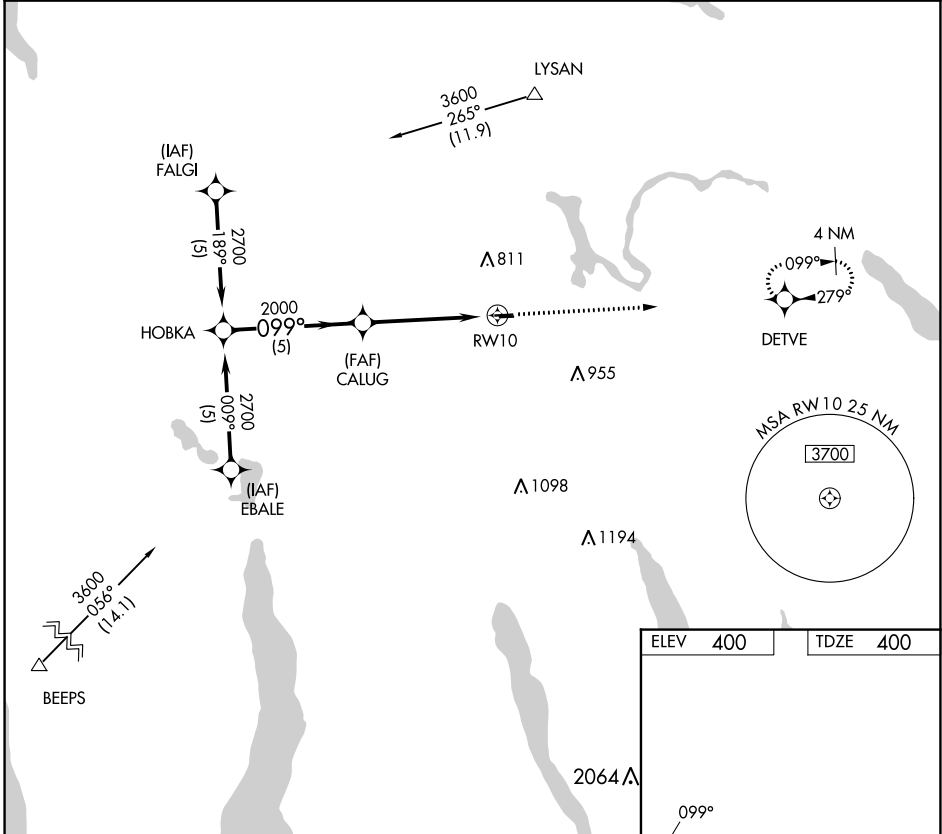 LYSAN
3600
265°
(11.9)
(IAF)
FALGI
2700
189°
(5)
811
4 NM
099°
279°
DETVE
HOBKA
2000
099°
(5)
(FAF)
CALUG
RW10
955
2700
009°
(5)
MSA RW10 25 NM
3700
(IAF)
EBALE
1098
1194
3600
056°
(14.1)
BEEPS
ELEV 400
TDZE 400
2064
099°